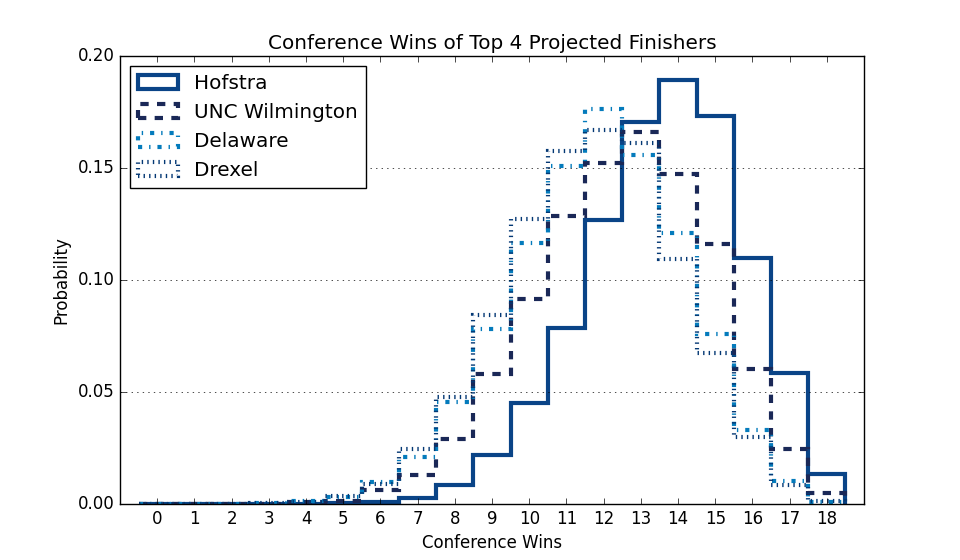 Conference Wins of Top 4 Projected Finishers
0.20
0.15
0.10
0.05
0.00
Probability
Hofstra
UNC Wilmington
Delaware
Drexel
0 1 2 3 4 5 6 7 8 9 10 11 12 13 14 15 16 17 18
Conference Wins